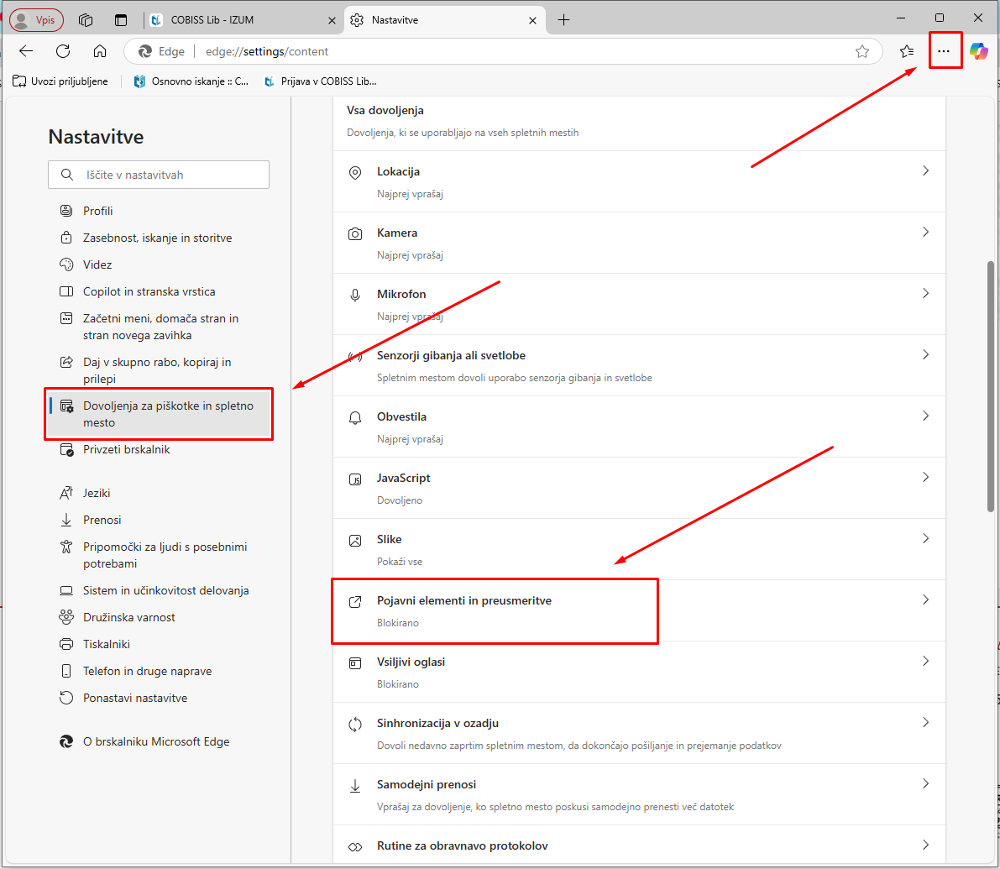 Vpis
COBISS Lib - IZUM
Nastavitve
Edge
edge://settings/content
Uvozi priljubljene
Osnovno iskanje :: C...
Prijava v COBISS Lib...
Nastavitve
Iščite v nastavitvah
Profili
Zasebnost, iskanje in storitve
Videz
Copilot in stranska vrstica
Začetni meni, domača stran in
stran novega zavihka
Daj v skupno rabo, kopiraj in
prilepi
Dovoljenja za piškotke in spletno
mesto
Privzeti brskalnik
Jeziki
Prenosi
Pripomočki za ljudi s posebnimi
potrebami
Sistem in učinkovitost delovanja
Družinska varnost
Tiskalniki
Telefon in druge naprave
Ponastavi nastavitve
O brskalniku Microsoft Edge
Vsa dovoljenja
Dovoljenja, ki se uporabljajo na vseh spletnih mestih
Lokacija
Najprej vprašaj
Kamera
Najprej vprašaj
Mikrofon
Najprej vprašaj
Senzorji gibanja ali svetlobe
Spletnim mestom dovoli uporabo senzorja gibanja in svetlobe
Obvestila
Najprej vprašaj
JavaScript
Dovoljeno
Slike
Pokaži vse
Pojavni elementi in preusmeritve
Blokirano
Vsiljivi oglasi
Blokirano
Sinhronizacija v ozadju
Dovoli nedavno zaprtim spletnim mestom, da dokončajo pošiljanje in prejemanje podatkov
Samodejni prenosi
Vprašaj za dovoljenje, ko spletno mesto poskusi samodejno prenesti več datotek
Rutine za obravnavo protokolov